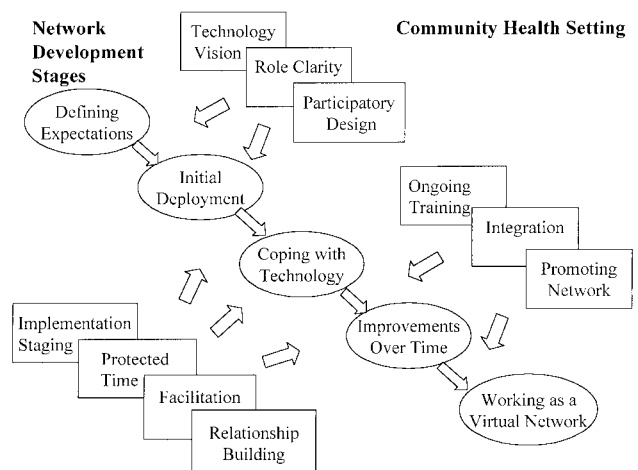 Network
Development
Stages
Community Health Setting
Technology
Vision
Role Clarity
Participatory
Design
Defining
Expectations
Initial
Deployment
Coping with
Technology
Improvements
Over Time
Working as a
Virtual Network
Ongoing
Training
Integration
Promoting
Network
Implementation
Staging
Protected
Time
Facilitation
Relationship
Building